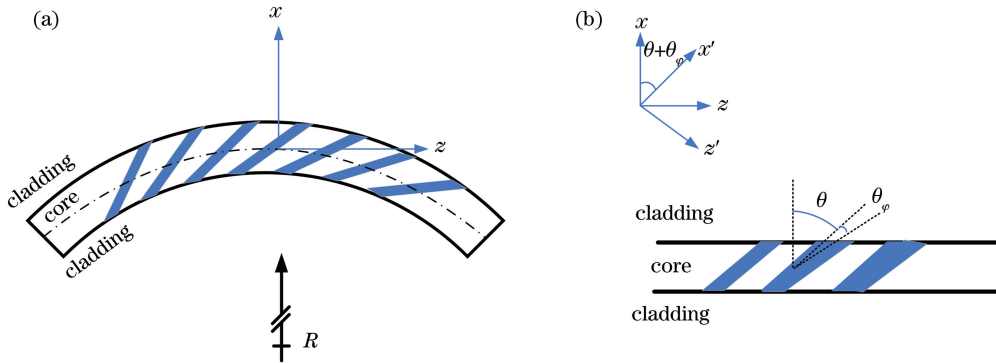 (a)
x
z
cladding
core
cladding
R
(b)
x
θ+θφ
x′
z
z′
θ
θφ
cladding
core
cladding